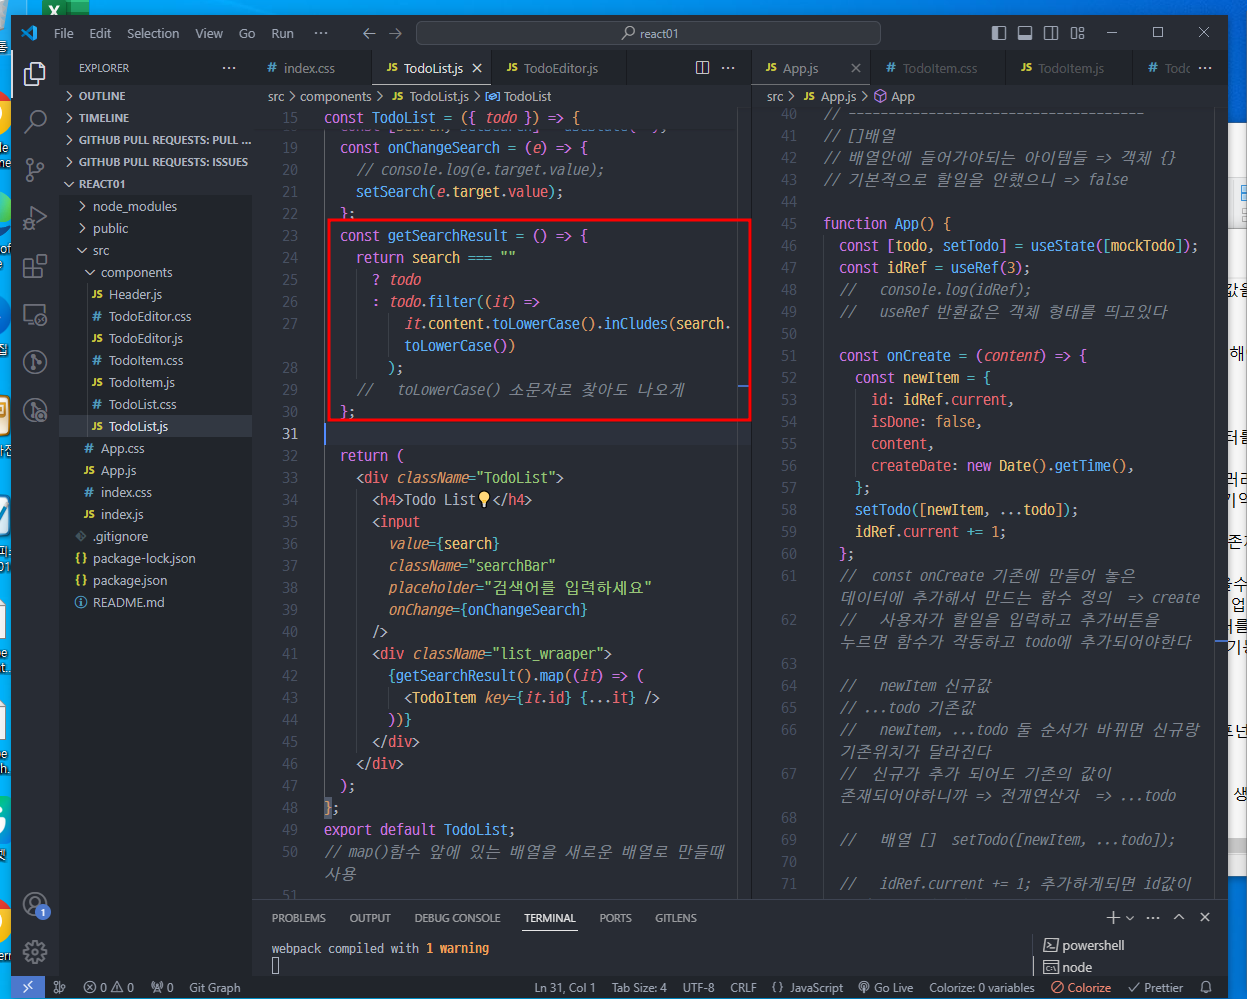 File Edit Selection View Go Run ··· react01
EXPLORER ···
OUTLINE
TIMELINE
GITHUB PULL REQUESTS: PULL ...
GITHUB PULL REQUESTS: ISSUES
REACT01
node_modules
public
src
components
JS Header.js
# TodoEditor.css
JS TodoEditor.js
# TodoItem.css
JS TodoItem.js
# TodoList.css
JS TodoList.js
# App.css
JS App.js
# index.css
JS index.js
.gitignore
{} package-lock.json
{} package.json
README.md
# index.css JS TodoList.js JS TodoEditor.js ···
src > components > JS TodoList.js > TodoList
15 const TodoList = ({ todo }) => {
19 const onChangeSearch = (e) => {
20 // console.log(e.target.value);
21 setSearch(e.target.value);
22 };
23 const getSearchResult = () => {
24 return search === ""
25 ? todo
26 : todo.filter((it) =>
27 it.content.toLowerCase().inCludes(search.
toLowerCase())
28 );
29 // toLowerCase() 소문자로 찾아도 나오게
30 };
31
32 return (
33 <div className="TodoList">
34 <h4>Todo List💡</h4>
35 <input
36 value={search}
37 className="searchBar"
38 placeholder="검색어를 입력하세요"
39 onChange={onChangeSearch}
40 />
41 <div className="list_wraaper">
42 {getSearchResult().map((it) => (
43 <TodoItem key={it.id} {...it} />
44 ))}
45 </div>
46 </div>
47 );
48 };
49 export default TodoList;
50 // map()함수 앞에 있는 배열을 새로운 배열로 만들때
사용
51
JS App.js # TodoItem.css JS TodoItem.js # Todo ···
src > JS App.js > App
40 // -------------------------------------
41 // []배열
42 // 배열안에 들어가야되는 아이템들 => 객체 {}
43 // 기본적으로 할일을 안했으니 => false
44
45 function App() {
46 const [todo, setTodo] = useState([mockTodo]);
47 const idRef = useRef(3);
48 // console.log(idRef);
49 // useRef 반환값은 객체 형태를 띄고있다
50
51 const onCreate = (content) => {
52 const newItem = {
53 id: idRef.current,
54 isDone: false,
55 content,
56 createDate: new Date().getTime(),
57 };
58 setTodo([newItem, ...todo]);
59 idRef.current += 1;
60 };
61 // const onCreate 기존에 만들어 놓은
데이터에 추가해서 만드는 함수 정의 => create
62 // 사용자가 할일을 입력하고 추가버튼을
누르면 함수가 작동하고 todo에 추가되어야한다
63
64 // newItem 신규값
65 // ...todo 기존값
66 // newItem, ...todo 둘 순서가 바뀌면 신규랑
기존위치가 달라진다
67 // 신규가 추가 되어도 기존의 값이
존재되어야하니까 => 전개연산자 => ...todo
68
69 // 배열 [] setTodo([newItem, ...todo]);
70
71 // idRef.current += 1; 추가하게되면 id값이
PROBLEMS OUTPUT DEBUG CONSOLE TERMINAL PORTS GITLENS
webpack compiled with 1 warning
powershell
node
1
0 0 0 Git Graph Ln 31, Col 1 Tab Size: 4 UTF-8 CRLF {} JavaScript Go Live Colorize: 0 variables Colorize Prettier